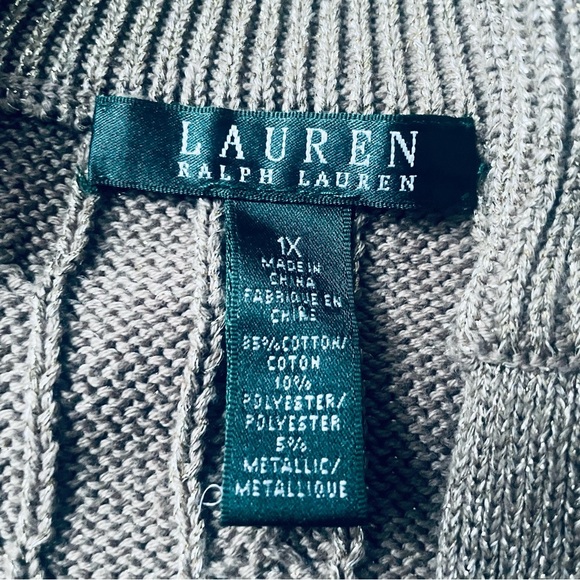 LAUREN
RALPH LAUREN
1X
MADE IN
CHINA
FABRIQUE EN
CHINE
85% COTTON/
COTON
10%
POLYESTER/
POLYESTER
5%
METALLIC/
METALLIQUE